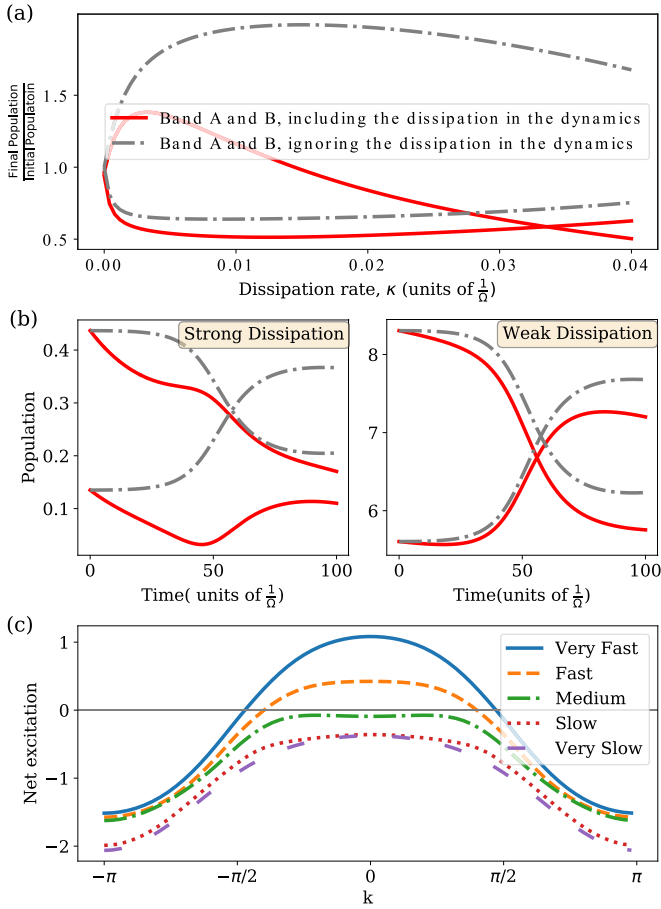 (a)
Final Population
Initial Populatoin
1.5
1.0
0.5
Band A and B, including the dissipation in the dynamics
Band A and B, ignoring the dissipation in the dynamics
0.00 0.01 0.02 0.03 0.04
Dissipation rate, κ (units of 1/Ω)
(b)
Strong Dissipation
Weak Dissipation
Population
0.4
0.3
0.2
0.1
8
7
6
0 50 100
0 50 100
Time( units of 1/Ω)
Time(units of 1/Ω)
(c)
Net excitation
1
0
−1
−2
Very Fast
Fast
Medium
Slow
Very Slow
−π −π/2 0 π/2 π
k